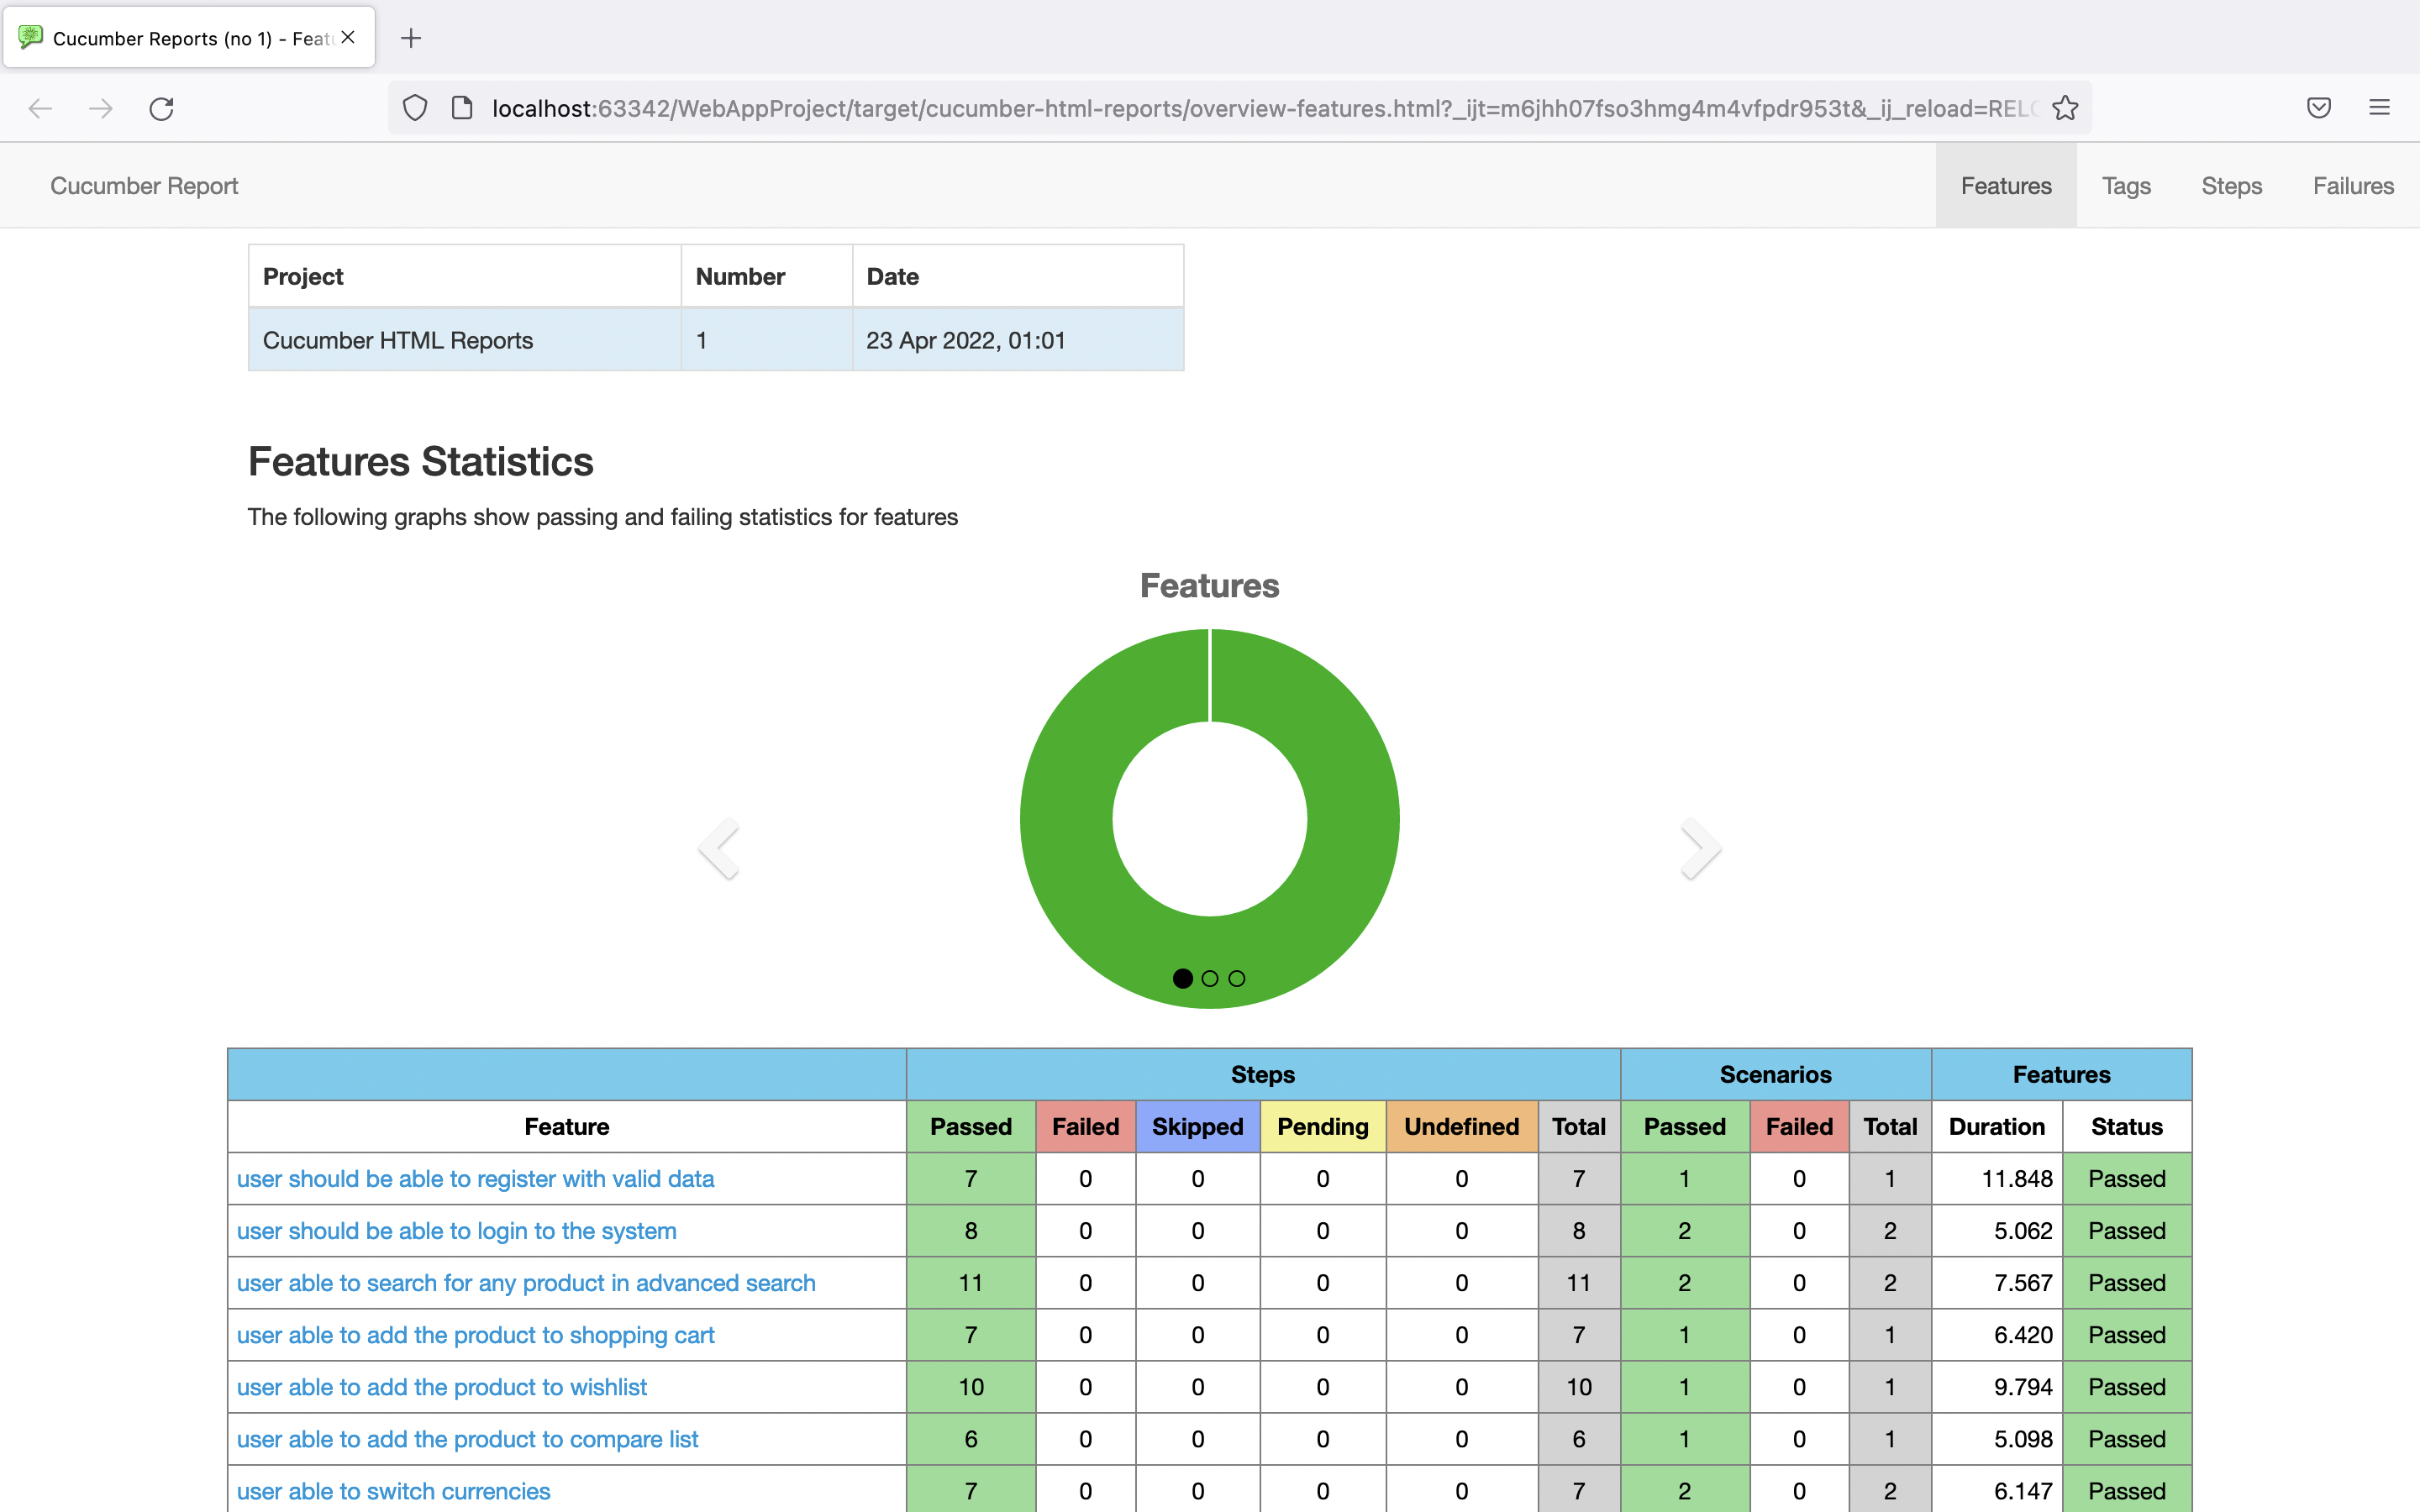 Cucumber Reports (no 1) - Feat
localhost:63342/WebAppProject/target/cucumber-html-reports/overview-features.html?_ijt=m6jhh07fso3hmg4m4vfpdr953t&_ij_reload=RELO
Cucumber Report Features Tags Steps Failures
Project Number Date
Cucumber HTML Reports 1 23 Apr 2022, 01:01
Features Statistics
The following graphs show passing and failing statistics for features
Features
Steps Scenarios Features
Feature Passed Failed Skipped Pending Undefined Total Passed Failed Total Duration Status
user should be able to register with valid data 7 0 0 0 0 7 1 0 1 11.848 Passed
user should be able to login to the system 8 0 0 0 0 8 2 0 2 5.062 Passed
user able to search for any product in advanced search 11 0 0 0 0 11 2 0 2 7.567 Passed
user able to add the product to shopping cart 7 0 0 0 0 7 1 0 1 6.420 Passed
user able to add the product to wishlist 10 0 0 0 0 10 1 0 1 9.794 Passed
user able to add the product to compare list 6 0 0 0 0 6 1 0 1 5.098 Passed
user able to switch currencies 7 0 0 0 0 7 2 0 2 6.147 Passed